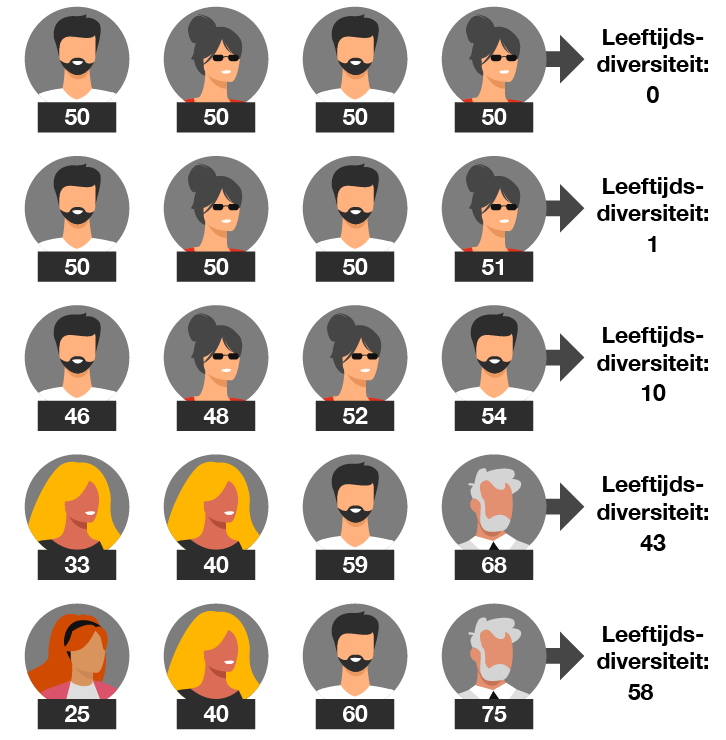 50 50 50 50
Leeftijds-
diversiteit:
0
50 50 50 51
Leeftijds-
diversiteit:
1
46 48 52 54
Leeftijds-
diversiteit:
10
33 40 59 68
Leeftijds-
diversiteit:
43
25 40 60 75
Leeftijds-
diversiteit:
58